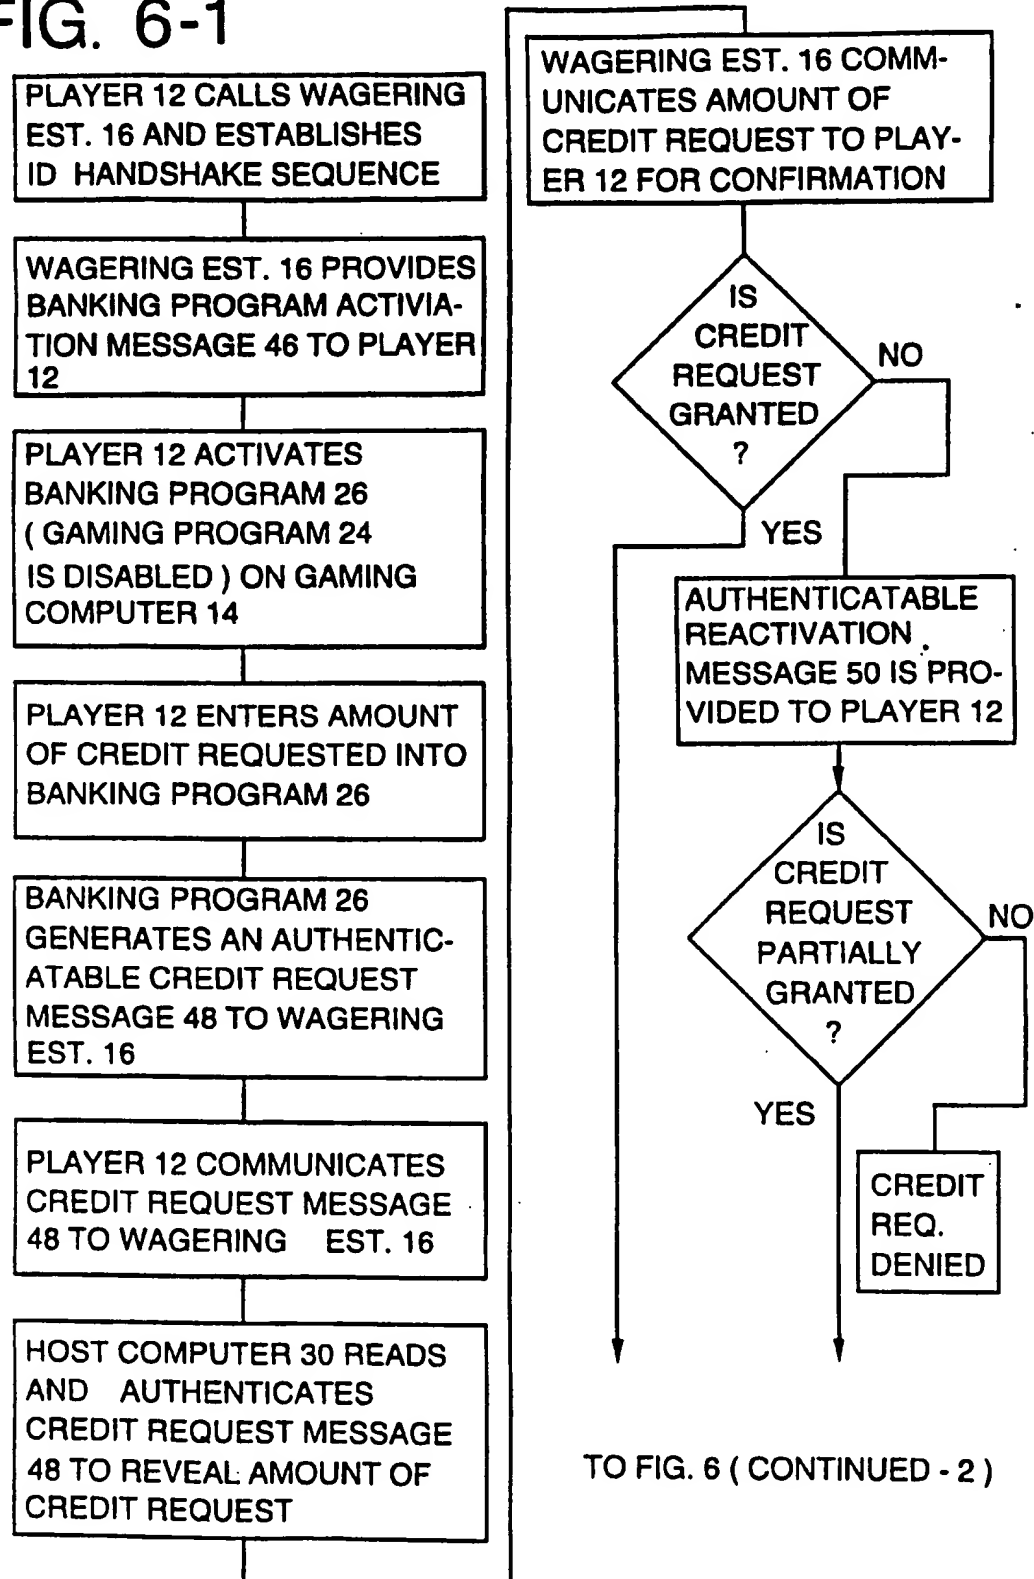 FIG. 6-1
PLAYER 12 CALLS WAGERING
EST. 16 AND ESTABLISHES
ID HANDSHAKE SEQUENCE
WAGERING EST. 16 PROVIDES
BANKING PROGRAM ACTIVIA-
TION MESSAGE 46 TO PLAYER
12
PLAYER 12 ACTIVATES
BANKING PROGRAM 26
( GAMING PROGRAM 24
IS DISABLED ) ON GAMING
COMPUTER 14
PLAYER 12 ENTERS AMOUNT
OF CREDIT REQUESTED INTO
BANKING PROGRAM 26
BANKING PROGRAM 26
GENERATES AN AUTHENTIC-
ATABLE CREDIT REQUEST
MESSAGE 48 TO WAGERING
EST. 16
PLAYER 12 COMMUNICATES
CREDIT REQUEST MESSAGE
48 TO WAGERING EST. 16
HOST COMPUTER 30 READS
AND AUTHENTICATES
CREDIT REQUEST MESSAGE
48 TO REVEAL AMOUNT OF
CREDIT REQUEST
WAGERING EST. 16 COMM-
UNICATES AMOUNT OF
CREDIT REQUEST TO PLAY-
ER 12 FOR CONFIRMATION
IS
CREDIT
REQUEST
GRANTED
?
NO
YES
AUTHENTICATABLE
REACTIVATION
MESSAGE 50 IS PRO-
VIDED TO PLAYER 12
IS
CREDIT
REQUEST
PARTIALLY
GRANTED
?
NO
YES
CREDIT
REQ.
DENIED
TO FIG. 6 ( CONTINUED - 2 )